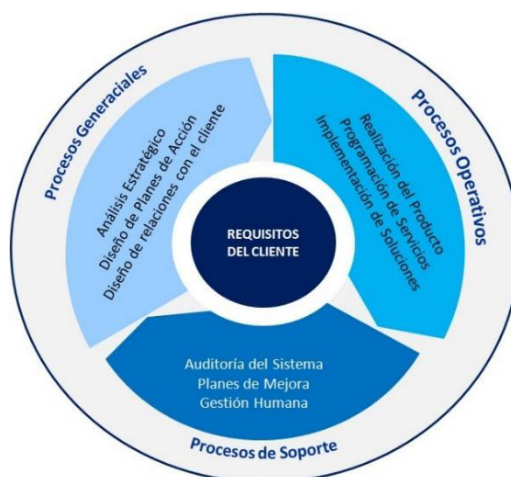 Procesos Generaciales
Análisis Estratégico
Diseño de Planes de Acción
Diseño de relaciones con el cliente
Procesos Operativos
Realización del Producto
Programación de Servicios
Implementación de Soluciones
REQUISITOS
DEL CLIENTE
Auditoría del Sistema
Planes de Mejora
Gestión Humana
Procesos de Soporte